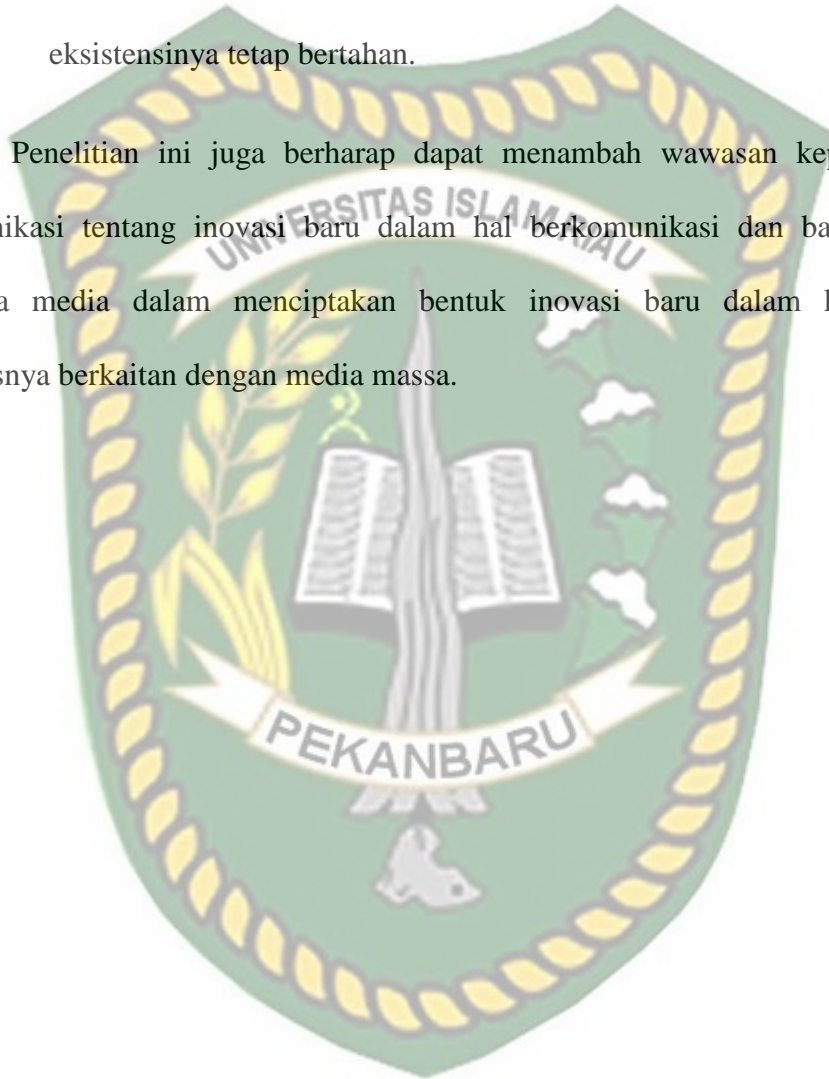 eksistensinya tetap bertahan.
Penelitian ini juga berharap dapat menambah wawasan
tentang inovasi baru dalam hal berkomunikasi dan
UNIVERSITAS ISLAM RIAU
media dalam menciptakan bentuk inovasi baru dalam
berkaitan dengan media massa.
PEKANBARU